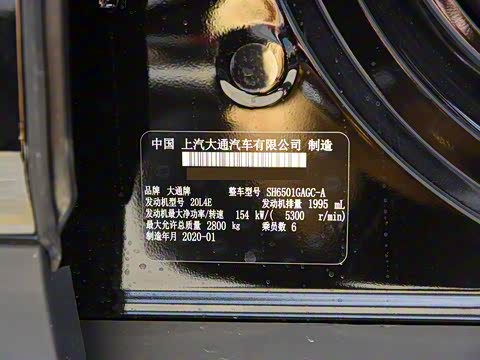 中国 上汽大通汽车有限公司 制造
品牌 大通牌 整车型号 SH6501GAGC-A
发动机型号 20L4E 发动机排量 1995 mL
发动机最大净功率/转速 154 kW/( 5300 r/min)
最大允许总质量 2800 kg 乘员数 6
制造年月 2020-01